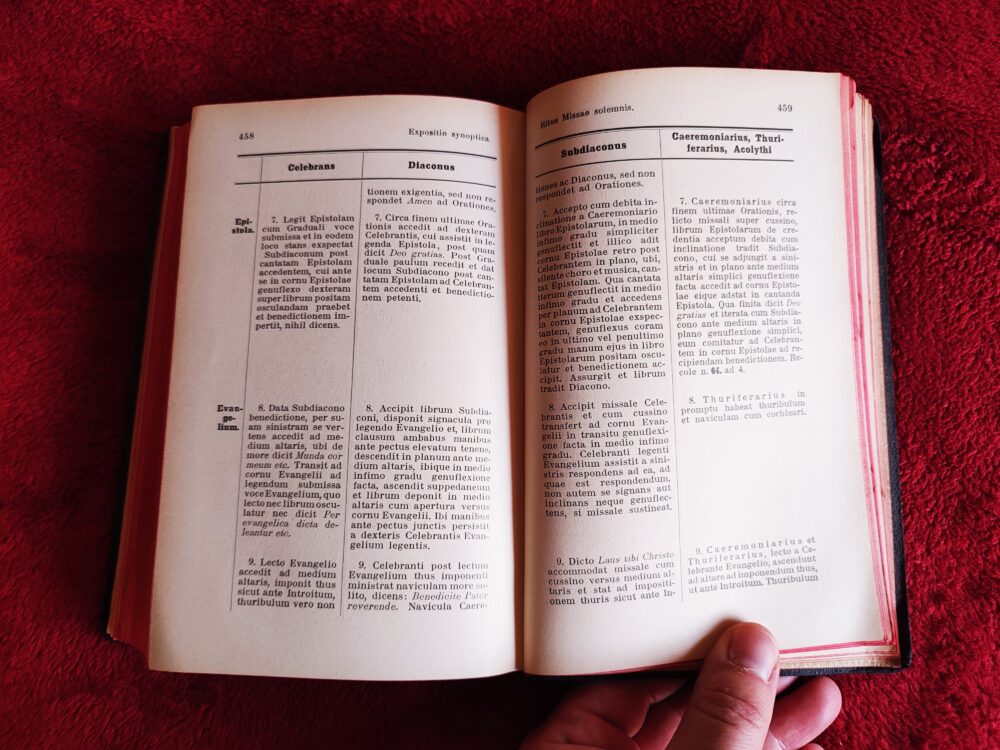 458
Expositio synoptica
Celebrans
Diaconus
Epi-
stola.
7. Legit Epistolam
cum Graduali voce
submissa et in eodem
loco stans exspectat
Subdiaconum post
cantatam Epistolam
accedentem, cui ante
se in cornu Epistolae
genuflexo dexteram
super librum positam
osculandam praebet
et benedictionem im-
pertit, nihil dicens.
Evan-
ge-
lium.
8. Data Subdiacono
benedictione, per su-
am sinistram se ver-
tens accedit ad me-
dium altaris, ubi de
more dicit Munda cor
meum etc. Transit ad
cornu Evangelii ad
legendum submissa
voce Evangelium, quo
lecto nec librum oscu-
latur nec dicit Per
evangelica dicta de-
leantur etc.
9. Lecto Evangelio
accedit ad medium
altaris, imponit thus
sicut ante Introitum,
thuribulum vero non
tionem exigentia, sed non re-
spondet Amen ad Orationes.
7. Circa finem ultimae Ora-
tionis accedit ad dexteram
Celebrantis, cui assistit in le-
genda Epistola, post quam
dicit Deo gratias. Post Gra-
duale paulum recedit et dat
locum Subdiacono post can-
tatam Epistolam ad Celebran-
tem accedenti et benedictio-
nem petenti.
8. Accipit librum Subdia-
coni, disponit signacula pro
legendo Evangelio et, librum
clausum ambabus manibus
ante pectus elevatum tenens,
descendit in planum ante me-
dium altaris, ibique in medio
infimo gradu genuflexione
facta, ascendit suppedaneum
et librum deponit in medio
altaris cum apertura versus
cornu Evangelii. Ibi manibus
ante pectus junctis persistit
a dexteris Celebrantis Evan-
gelium legentis.
9. Celebranti post lectum
Evangelium thus imponenti
ministrat naviculam more so-
lito, dicens: Benedicite Pater
reverende. Navicula Caere-
Ritus Missae solemnis.
459
Subdiaconus
Caeremoniarius, Thuri-
ferarius, Acolythi
tiones ac Diaconus, sed non
respondet ad Orationes.
7. Accepto cum debita in-
clinatione a Caeremoniario
libro Epistolarum, in medio
infimo gradu simpliciter
genuflectit et illico adit
cornu Epistolae retro post
Celebrantem in plano, ubi,
silente choro et musica, can-
tat Epistolam. Qua cantata
iterum genuflectit in medio
infimo gradu et accedens
per planum ad Celebrantem
in cornu Epistolae exspec-
tantem, genuflexus coram
eo in ultimo vel penultimo
gradu manum ejus in libro
Epistolarum positam oscu-
latur et benedictionem ac-
cipit. Assurgit et librum
tradit Diacono.
8. Accipit missale Cele-
brantis et cum cussino
transfert ad cornu Evan-
gelii in transitu genuflexi-
one facta in medio infimo
gradu. Celebranti legenti
Evangelium assistit a sini-
stris respondens ad ea, ad
quae est respondendum,
non autem se signans aut
inclinans neque genuflec-
tens, si missale sustineat.
9. Dicto Laus tibi Christe
accommodat missale cum
cussino versus medium al-
taris et stat ad impositi-
onem thuris sicut ante In-
7. Caeremoniarius circa
finem ultimae Orationis, re-
licto missali super cussino,
librum Epistolarum de cre-
dentia acceptum debita cum
inclinatione tradit Subdia-
cono, cui se adjungit a sini-
stris et in plano ante medium
altaris simplici genuflexione
facta accedit ad cornu Episto-
lae eique adstat in cantanda
Epistola. Qua finita dicit Deo
gratias et iterata cum Subdia-
cono ante medium altaris in
plano genuflexione simplici,
eum comitatur ad Celebran-
tem in cornu Epistolae ad re-
cipiendam benedictionem. Re-
cole n. 64. ad 4.
8. Thuriferarius in
promptu habeat thuribulum
et naviculam cum cochleari.
9. Caeremoniarius et
Thuriferarius, lecto a Ce-
lebrante Evangelio, ascendunt
ad altare ad imponendum thus,
ut ante Introitum. Thuribulum